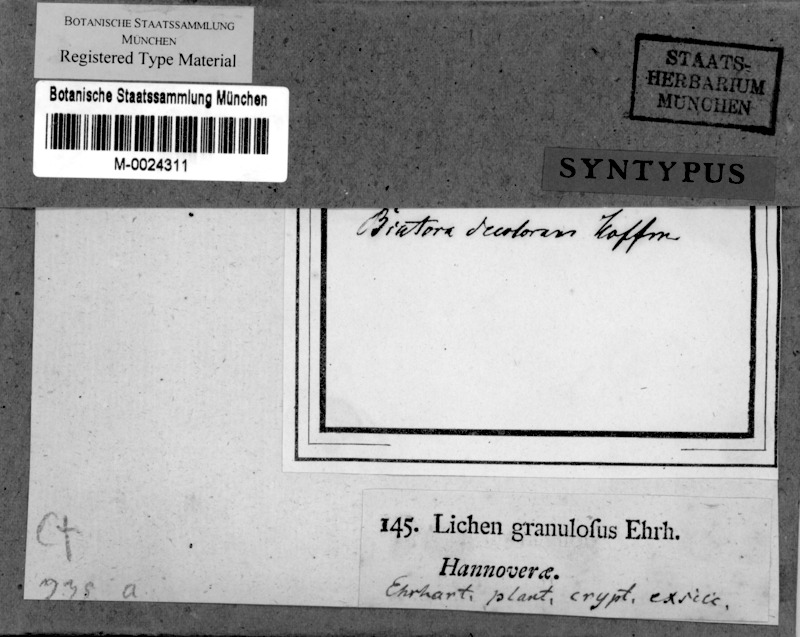 BOTANISCHE STAATSSAMMLUNG
MÜNCHEN
Registered Type Material
Botanische Staatssammlung München
M-0024311
STAATS-
HERBARIUM
MÜNCHEN
SYNTYPUS
Biatora decolorans Hoffm
145. Lichen granuloſus Ehrh.
Hannoveræ.
Ehrhart. plant. crypt. exsicc.
a